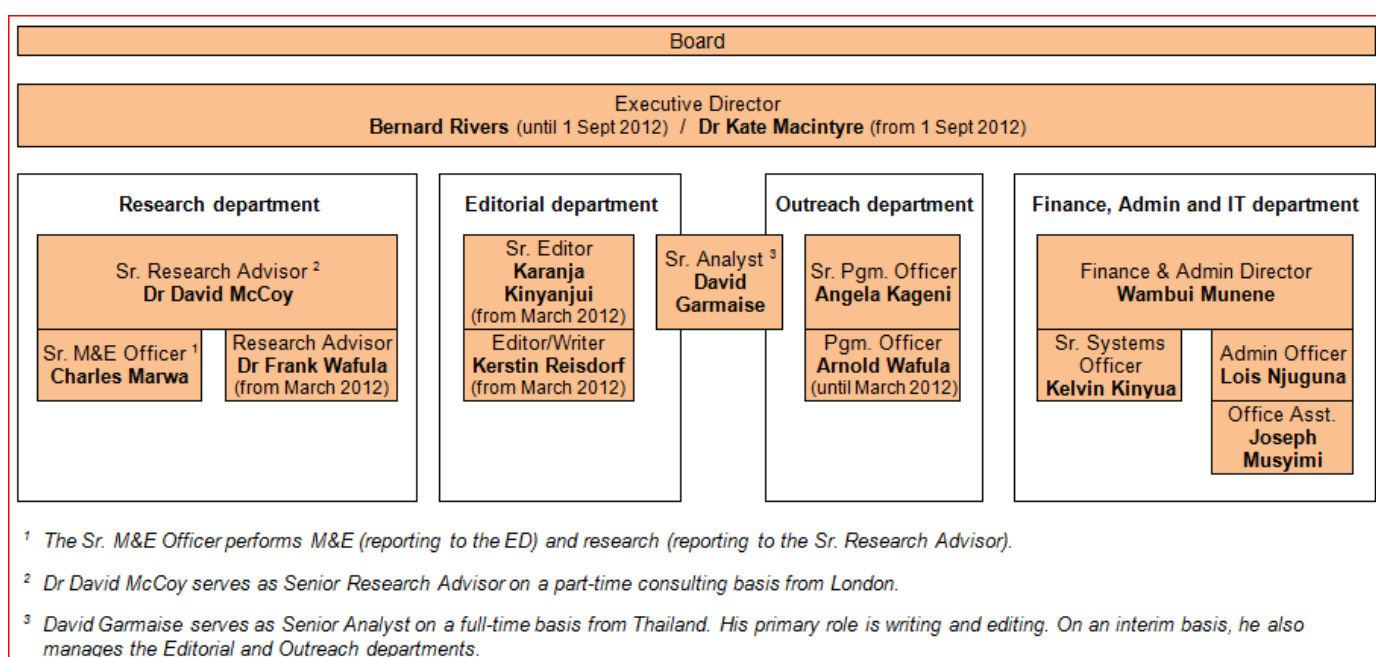 Board
Executive Director
Bernard Rivers (until 1 Sept 2012) / Dr Kate Macintyre (from 1 Sept 2012)
Research department
Sr. Research Advisor ²
Dr David McCoy
Sr. M&E Officer ¹
Charles Marwa
Research Advisor
Dr Frank Wafula
(from March 2012)
Editorial department
Sr. Editor
Karanja
Kinyanjui
(from March 2012)
Editor/Writer
Kerstin Reisdorf
(from March 2012)
Sr. Analyst ³
David
Garmaise
Outreach department
Sr. Pgm. Officer
Angela Kageni
Pgm. Officer
Arnold Wafula
(until March 2012)
Finance, Admin and IT department
Finance & Admin Director
Wambui Munene
Sr. Systems
Officer
Kelvin Kinyua
Admin Officer
Lois Njuguna
Office Asst.
Joseph
Musyimi
¹ The Sr. M&E Officer performs M&E (reporting to the ED) and research (reporting to the Sr. Research Advisor).
² Dr David McCoy serves as Senior Research Advisor on a part-time consulting basis from London.
³ David Garmaise serves as Senior Analyst on a full-time basis from Thailand. His primary role is writing and editing. On an interim basis, he also
manages the Editorial and Outreach departments.